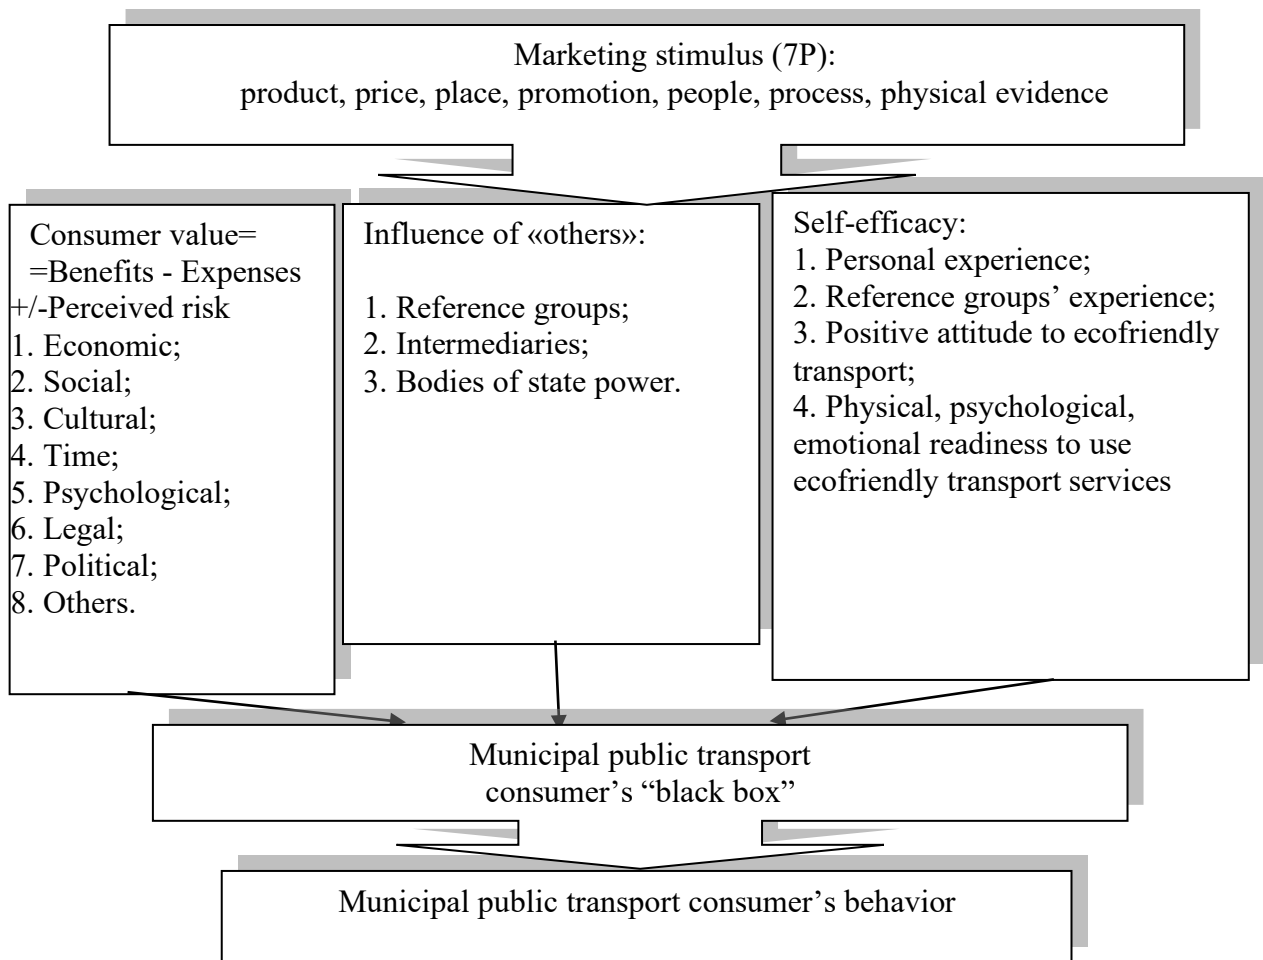 Marketing stimulus (7P):
product, price, place, promotion, people, process, physical evidence
Consumer value=
=Benefits - Expenses
+/-Perceived risk
1. Economic;
2. Social;
3. Cultural;
4. Time;
5. Psychological;
6. Legal;
7. Political;
8. Others.
Influence of «others»:
1. Reference groups;
2. Intermediaries;
3. Bodies of state power.
Self-efficacy:
1. Personal experience;
2. Reference groups’ experience;
3. Positive attitude to ecofriendly
transport;
4. Physical, psychological,
emotional readiness to use
ecofriendly transport services
Municipal public transport
consumer’s “black box”
Municipal public transport consumer’s behavior